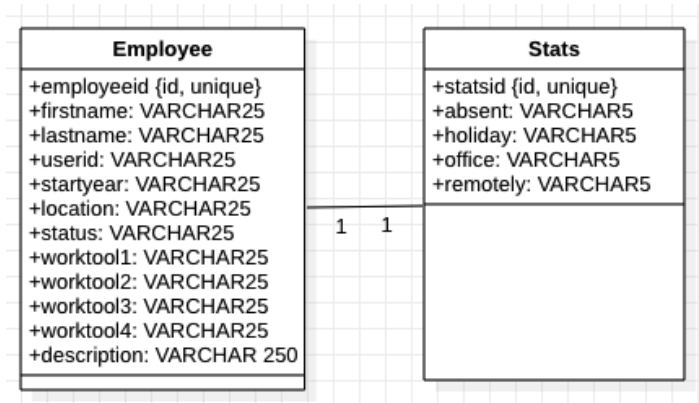 Employee
+employeeid {id, unique}
+firstname: VARCHAR25
+lastname: VARCHAR25
+userid: VARCHAR25
+startyear: VARCHAR25
+location: VARCHAR25
+status: VARCHAR25
+worktool1: VARCHAR25
+worktool2: VARCHAR25
+worktool3: VARCHAR25
+worktool4: VARCHAR25
+description: VARCHAR 250
1 1
Stats
+statsid {id, unique}
+absent: VARCHAR5
+holiday: VARCHAR5
+office: VARCHAR5
+remotely: VARCHAR5